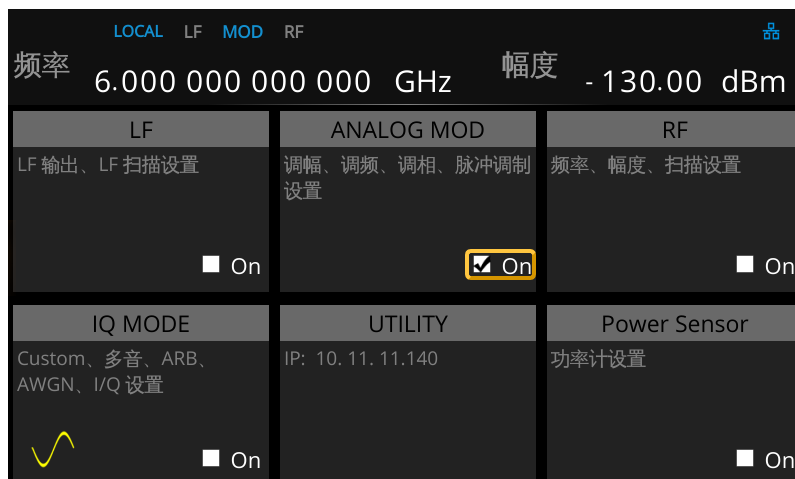 LOCAL LF MOD RF
频率 6.000 000 000 000 GHz 幅度 - 130.00 dBm
LF ANALOG MOD RF
LF 输出、LF 扫描设置
调幅、调频、调相、脉冲调制
设置
频率、幅度、扫描设置
On On On
IQ MODE UTILITY Power Sensor
Custom、多音、ARB、
AWGN、I/Q 设置
IP: 10. 11. 11.140
功率计设置
On On